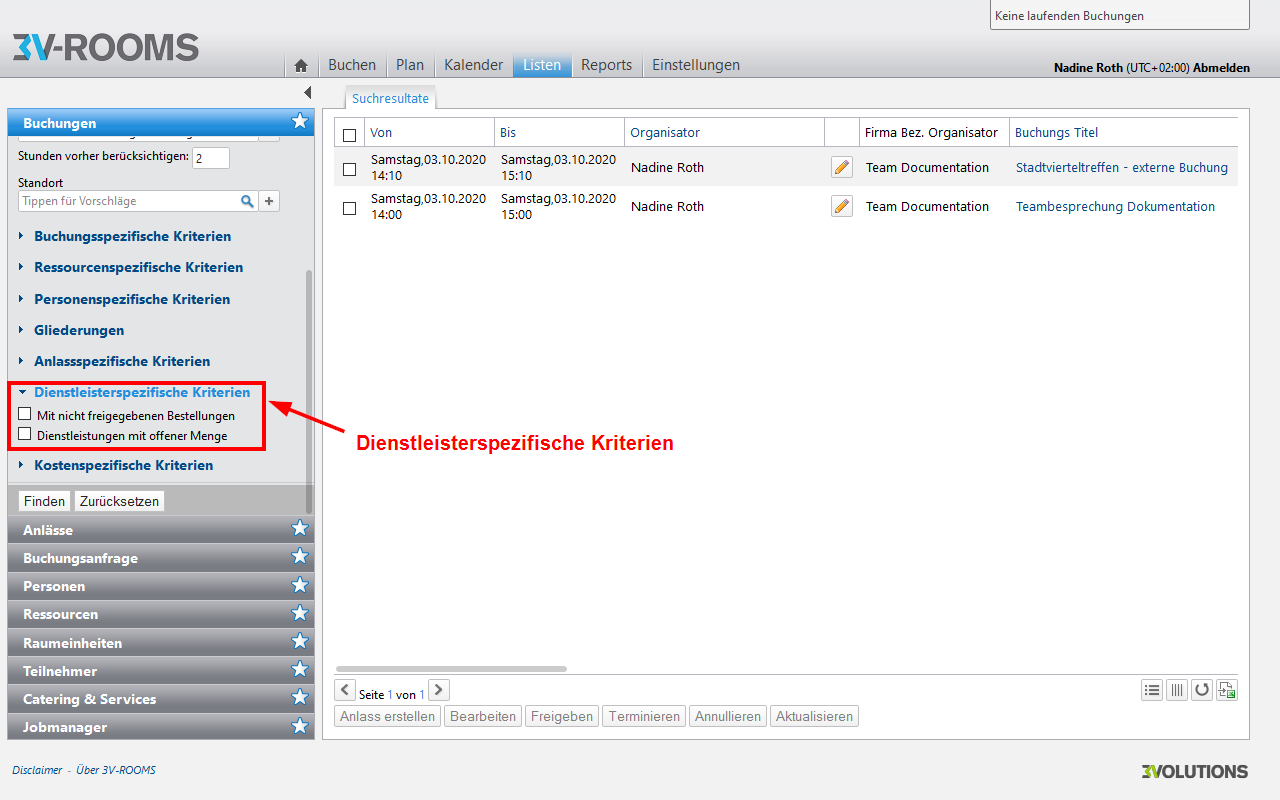 Keine laufenden Buchungen
3V-ROOMS
Buchen
Plan
Kalender
Listen
Reports
Einstellungen
Nadine Roth (UTC+02:00) Abmelden
Buchungen
Stunden vorher berücksichtigen: 2
Standort
Tippen für Vorschläge
Buchungsspezifische Kriterien
Ressourcenspezifische Kriterien
Personenspezifische Kriterien
Gliederungen
Anlassspezifische Kriterien
Dienstleisterspezifische Kriterien
Mit nicht freigegebenen Bestellungen
Dienstleistungen mit offener Menge
Kostenspezifische Kriterien
Finden
Zurücksetzen
Anlässe
Buchungsanfrage
Personen
Ressourcen
Raumeinheiten
Teilnehmer
Catering & Services
Jobmanager
Suchresultate
Von
Bis
Organisator
Firma Bez. Organisator
Buchungs Titel
Samstag,03.10.2020
14:10
Samstag,03.10.2020
15:10
Nadine Roth
Team Documentation
Stadtvierteltreffen - externe Buchung
Samstag,03.10.2020
14:00
Samstag,03.10.2020
15:00
Nadine Roth
Team Documentation
Teambesprechung Dokumentation
Dienstleisterspezifische Kriterien
Seite 1 von 1
Anlass erstellen
Bearbeiten
Freigeben
Terminieren
Annullieren
Aktualisieren
Disclaimer - Über 3V-ROOMS
3VOLUTIONS